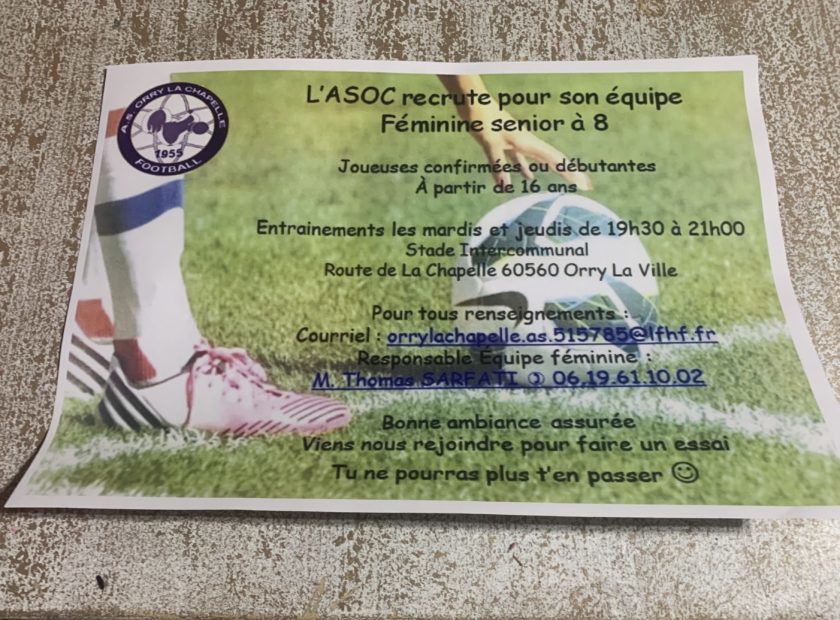 A.S. ORRY LA CHAPELLE
1955
FOOTBALL
L'ASOC recrute pour son équipe
Féminine senior à 8
Joueuses confirmées ou débutantes
À partir de 16 ans
Entrainements les mardis et jeudis de 19h30 à 21h00
Stade Intercommunal
Route de La Chapelle 60560 Orry La Ville
Pour tous renseignements :
Courriel : orrylachapelle.as.515785@lfhf.fr
Responsable Équipe féminine :
M. Thomas SARFATI ✆ 06.19.61.10.02
Bonne ambiance assurée
Viens nous rejoindre pour faire un essai
Tu ne pourras plus t'en passer ☺